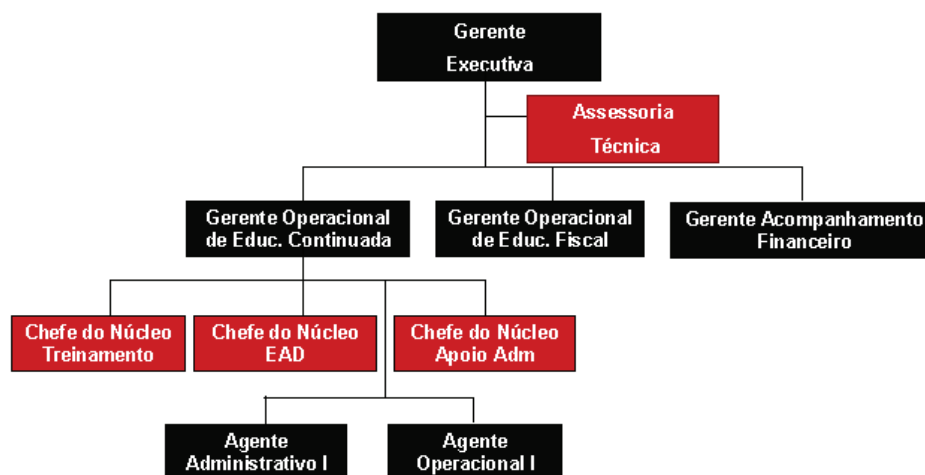 Gerente
Executiva
Assessoria
Técnica
Gerente Operacional
de Educ. Continuada
Gerente Operacional
de Educ. Fiscal
Gerente Acompanhamento
Financeiro
Chefe do Núcleo
Treinamento
Chefe do Núcleo
EAD
Chefe do Núcleo
Apoio Adm
Agente
Administrativo I
Agente
Operacional I